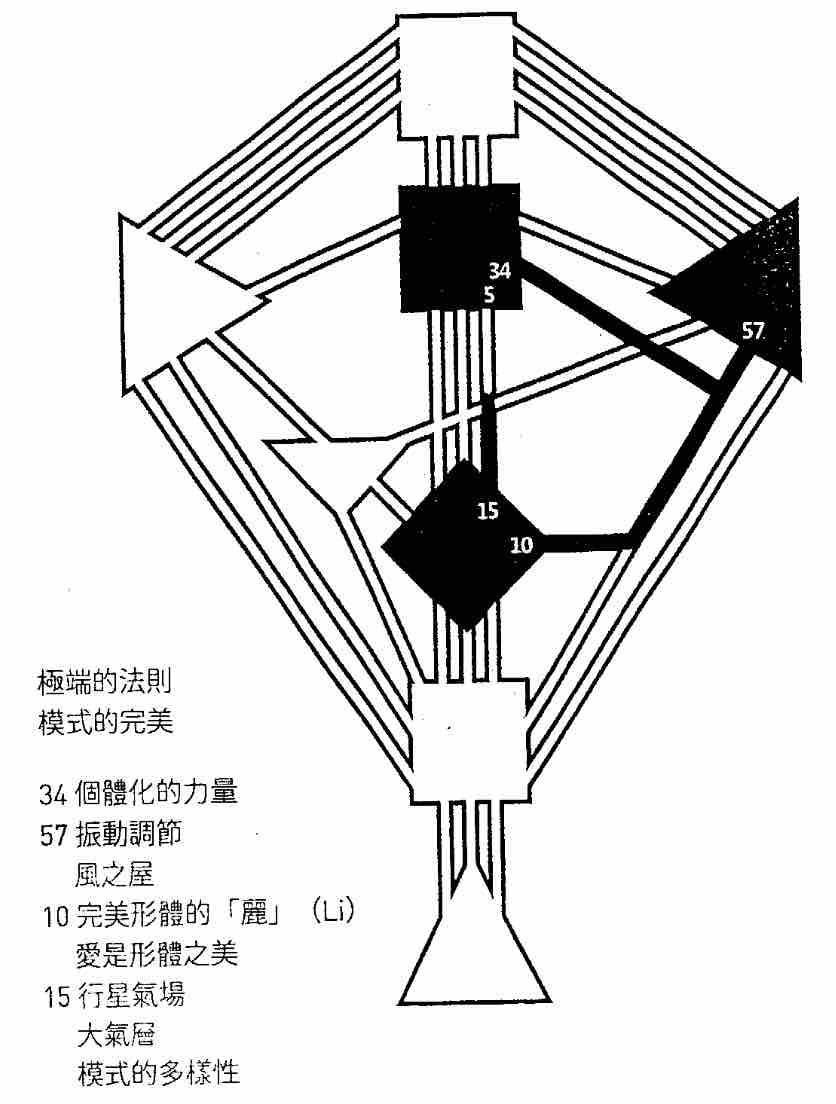 34
5
57
15
10
極端的法則
模式的完美
34 個體化的力量
57 振動調節
風之屋
10 完美形體的「麗」(Li)
愛是形體之美
15 行星氣場
大氣層
模式的多樣性